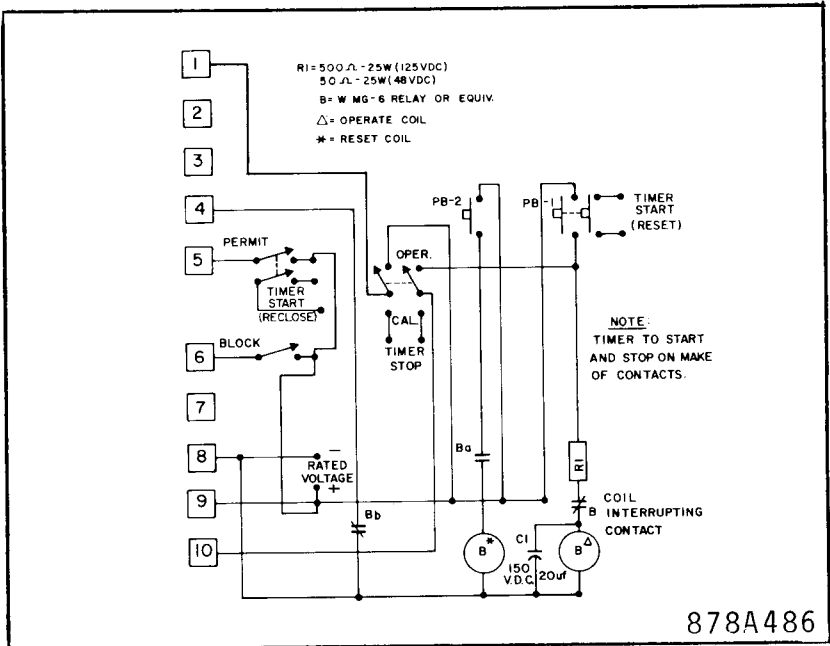 1
2
3
4
5
6
7
8
9
10
R1=500Ω-25W(125VDC)
50Ω-25W(48VDC)
B=W MG-6 RELAY OR EQUIV.
△= OPERATE COIL
*= RESET COIL
PB-2
PB-1
TIMER
START
(RESET)
PERMIT
TIMER
START
(RECLOSE)
BLOCK
OPER.
CAL.
TIMER
STOP
NOTE:
TIMER TO START
AND STOP ON MAKE
OF CONTACTS.
−
RATED
VOLTAGE
+
Bb
Ba
R1
B
COIL
INTERRUPTING
CONTACT
B*
C1
150
V.D.C.
20uf
B△
878A486